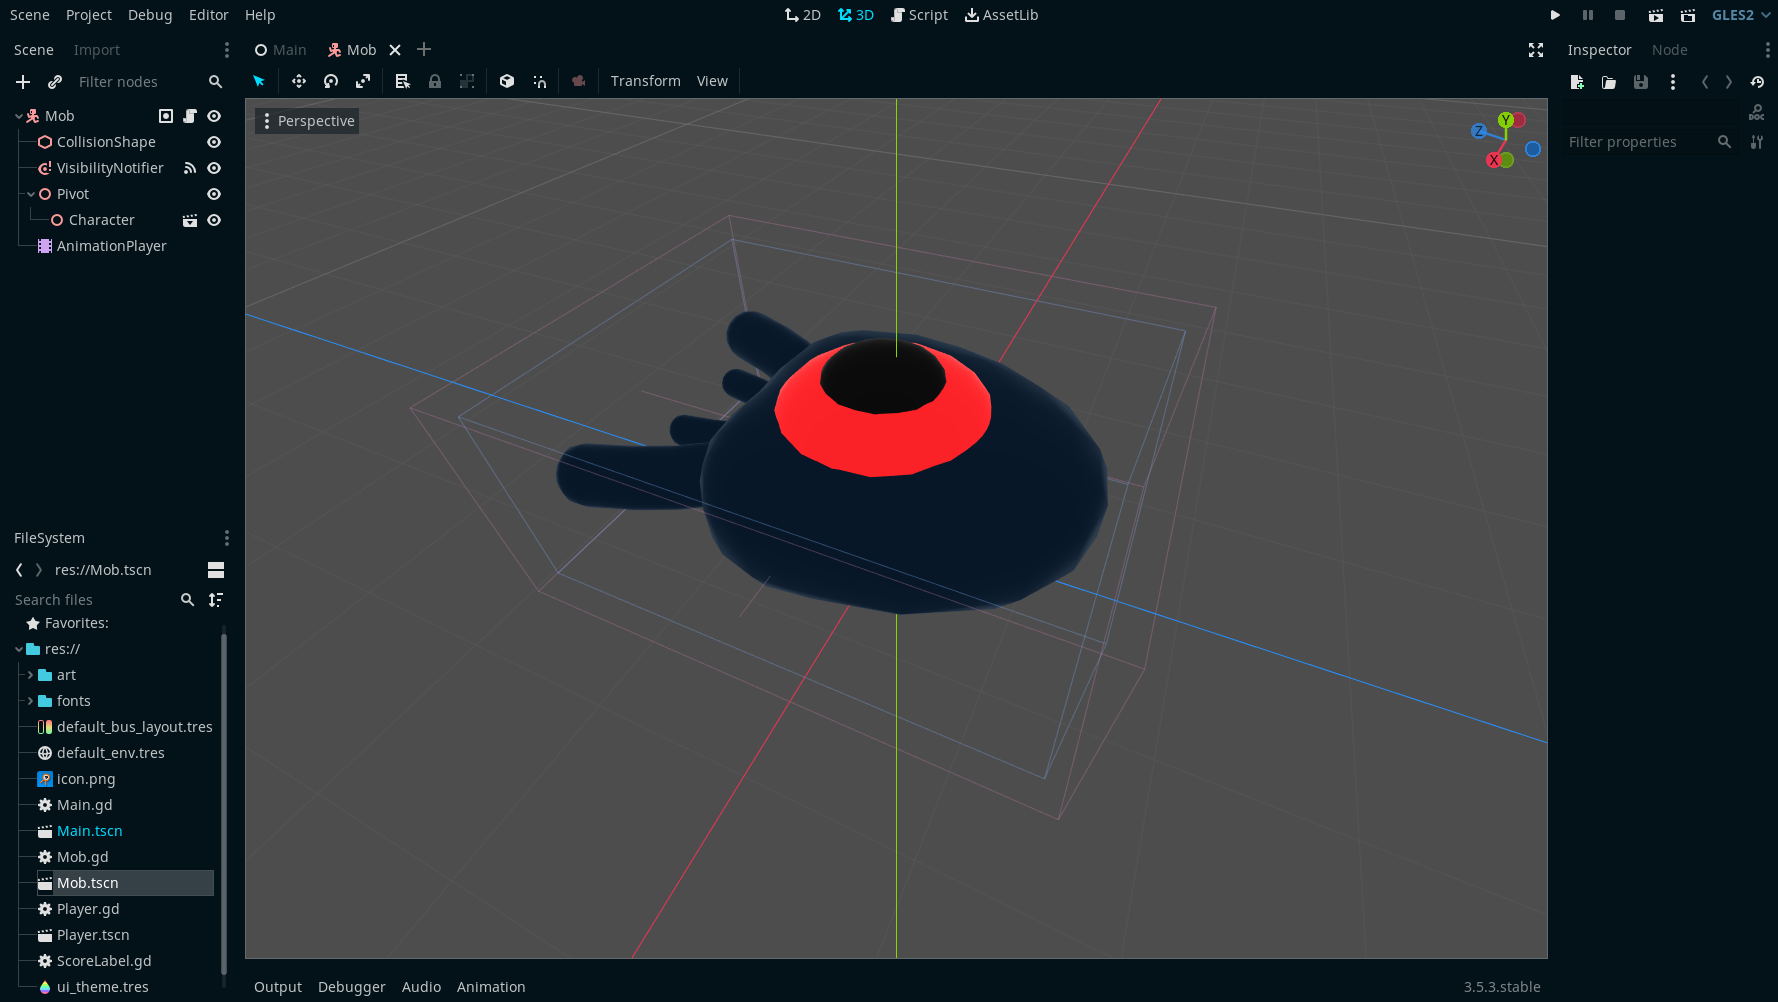 Scene Project Debug Editor Help
2D 3D Script AssetLib
GLES2
Scene Import
Filter nodes
Mob
CollisionShape
VisibilityNotifier
Pivot
Character
AnimationPlayer
FileSystem
res://Mob.tscn
Search files
Favorites:
res://
art
fonts
default_bus_layout.tres
default_env.tres
icon.png
Main.gd
Main.tscn
Mob.gd
Mob.tscn
Player.gd
Player.tscn
ScoreLabel.gd
ui_theme.tres
Main Mob
Transform View
Perspective
Y
Z
X
Output Debugger Audio Animation
3.5.3.stable
Inspector Node
DOC
Filter properties